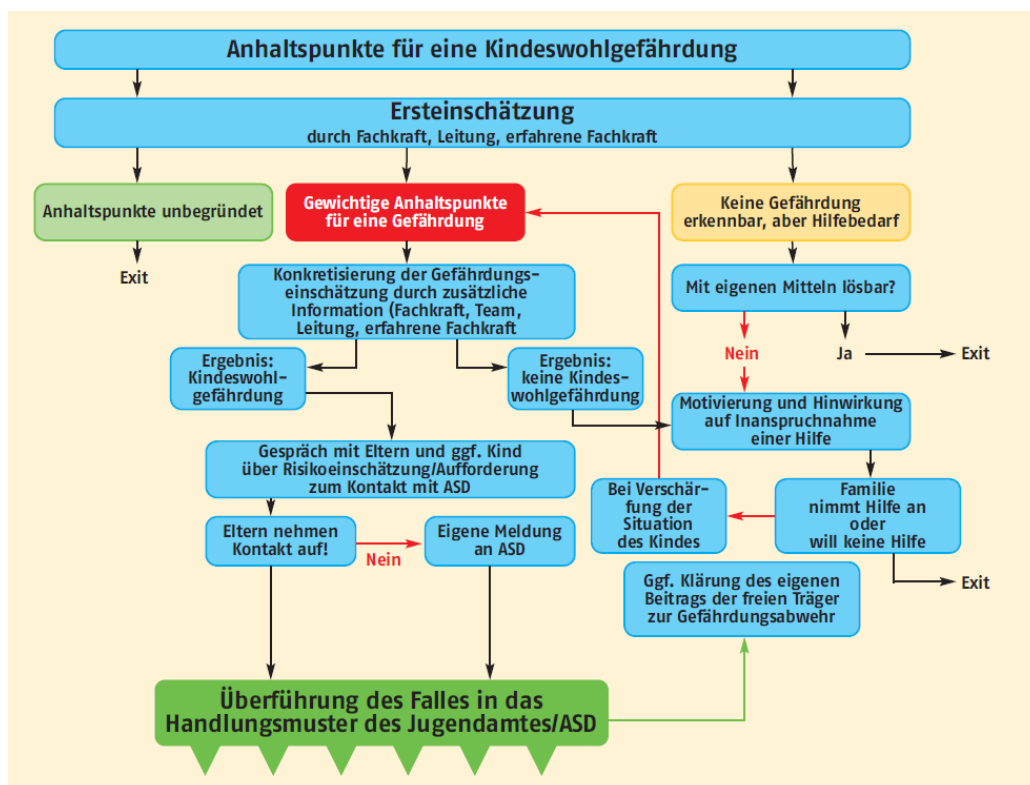 Anhaltspunkte für eine Kindeswohlgefährdung
Ersteinschätzung
durch Fachkraft, Leitung, erfahrene Fachkraft
Anhaltspunkte unbegründet
Exit
Gewichtige Anhaltspunkte
für eine Gefährdung
Keine Gefährdung
erkennbar, aber Hilfebedarf
Konkretisierung der Gefährdungs-
einschätzung durch zusätzliche
Information (Fachkraft, Team,
Leitung, erfahrene Fachkraft
Mit eigenen Mitteln lösbar?
Nein
Ja
Exit
Ergebnis:
Kindeswohl-
gefährdung
Ergebnis:
keine Kindes-
wohlgefährdung
Motivierung und Hinwirkung
auf Inanspruchnahme
einer Hilfe
Gespräch mit Eltern und ggf. Kind
über Risikoeinschätzung/Aufforderung
zum Kontakt mit ASD
Bei Verschär-
fung der
Situation
des Kindes
Familie
nimmt Hilfe an
oder
will keine Hilfe
Eltern nehmen
Kontakt auf!
Nein
Eigene Meldung
an ASD
Exit
Ggf. Klärung des eigenen
Beitrags der freien Träger
zur Gefährdungsabwehr
Überführung des Falles in das
Handlungsmuster des Jugendamtes/ASD